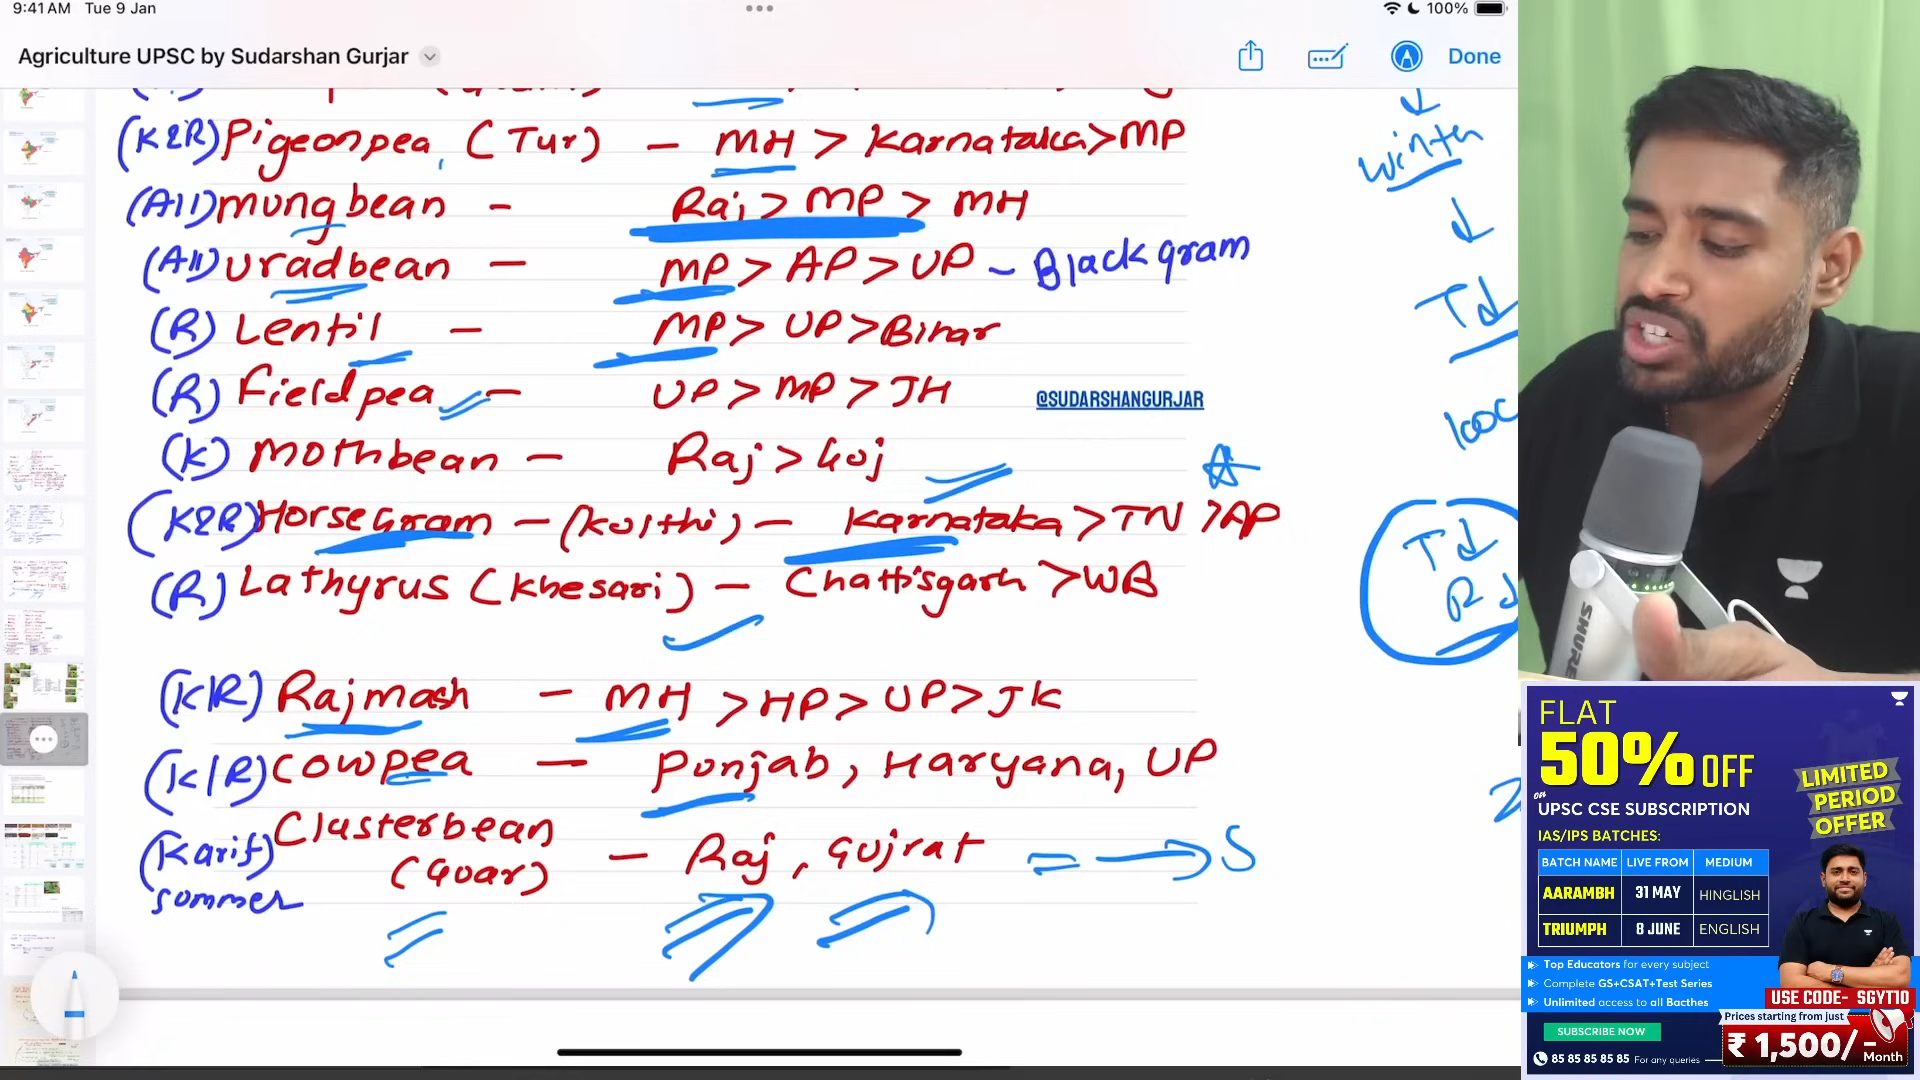 9:41 AM Tue 9 Jan
100%
Agriculture UPSC by Sudarshan Gurjar
Done
(K&R) Pigeonpea, (Tur) - MH > Karnataka > MP
(All) mungbean - Raj > MP > MH
(All) uradbean - MP > AP > UP - Blackgram
(R) Lentil - MP > UP > Bihar
(R) Fieldpea - UP > MP > JH
@SUDARSHANGURJAR
(K) mothbean - Raj > Guj
(K&R) Horsegram - (Kulthi) - Karnataka > TN > AP
(R) Lathyrus (Khesari) - Chattisgarh > WB
(K/R) Rajmash - MH > HP > UP > JK
(K/R) Cowpea - Punjab, Haryana, UP
(Karif) Clusterbean (Guar) - Raj, Gujrat = → S
summer
winter
T↓
T↓
R↓
SHURE
FLAT
50% OFF
on
UPSC CSE SUBSCRIPTION
LIMITED
PERIOD
OFFER
IAS/IPS BATCHES:
BATCH NAME LIVE FROM MEDIUM
AARAMBH 31 MAY HINGLISH
TRIUMPH 8 JUNE ENGLISH
Top Educators for every subject
Complete GS+CSAT+Test Series
Unlimited access to all Bacthes
USE CODE- SGYT10
SUBSCRIBE NOW
Prices starting from just
₹ 1,500/-
Month
85 85 85 85 85 For any queries